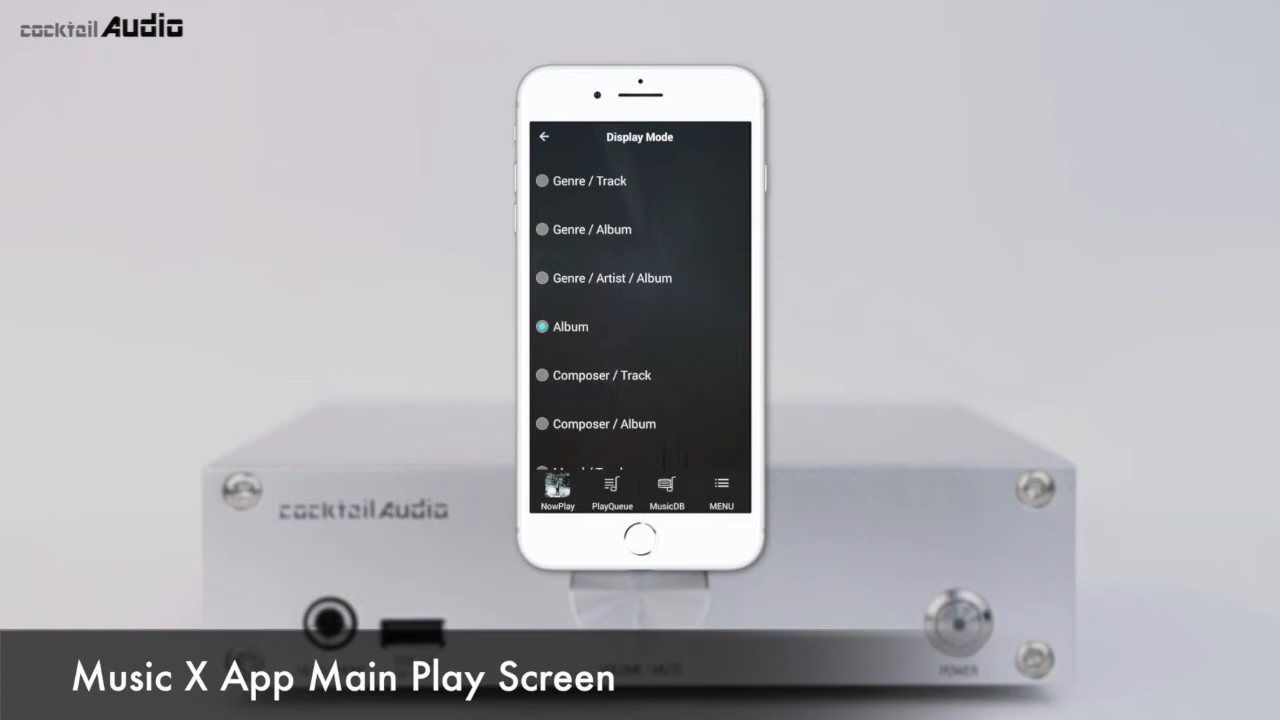 cocktail Audio
Display Mode
Genre / Track
Genre / Album
Genre / Artist / Album
Album
Composer / Track
Composer / Album
NowPlay
PlayQueue
MusicDB
MENU
cocktail Audio
POWER
Music X App Main Play Screen